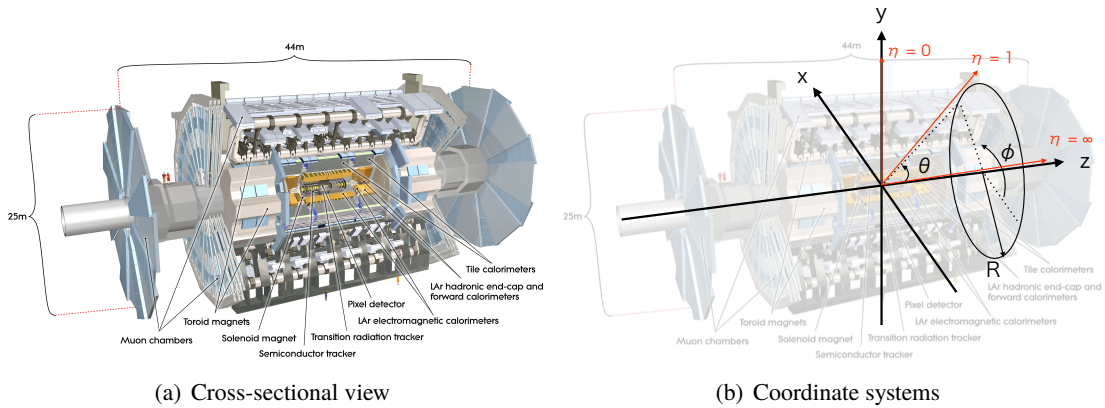 44m
25m
Tile calorimeters
LAr hadronic end-cap and
forward calorimeters
Pixel detector
Toroid magnets
LAr electromagnetic calorimeters
Muon chambers
Solenoid magnet
Transition radiation tracker
Semiconductor tracker
(a) Cross-sectional view
y
44m
η = 0
η = 1
x
η = ∞
θ
ϕ
z
25m
R
Tile calorimeters
LAr hadronic end-cap and
forward calorimeters
Pixel detector
Toroid magnets
LAr electromagnetic calorimeters
Muon chambers
Solenoid magnet
Transition radiation tracker
Semiconductor tracker
(b) Coordinate systems